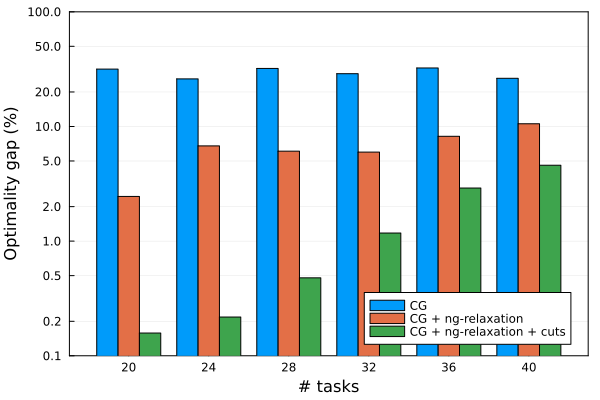 Optimality gap (%)
100.0
50.0
20.0
10.0
5.0
2.0
1.0
0.5
0.2
0.1
20 24 28 32 36 40
# tasks
CG
CG + ng-relaxation
CG + ng-relaxation + cuts